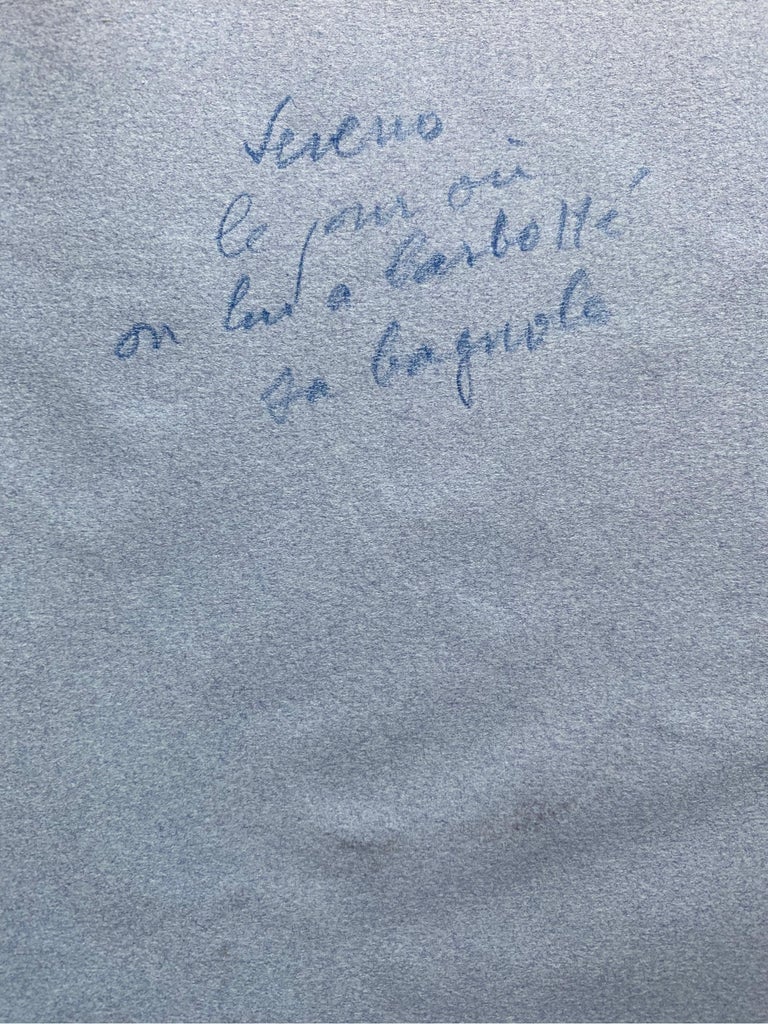 Sereno
le jour où
on lui a barbotté
sa bagnole